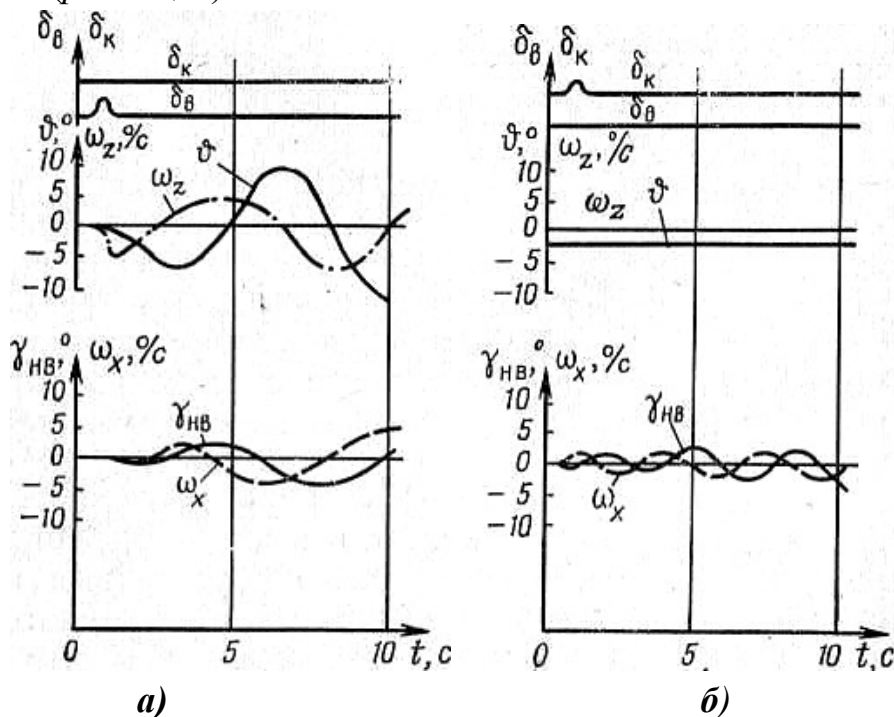 δв δк
δк
δв
ϑ,° ωz,°/с
10
5
0
-5
-10
ωz
ϑ
γнв,° ωx,°/с
10
5
0
-5
-10
γнв
ωx
0 5 10 t,с
а)
δв δк
δк
δв
ϑ,° ωz,°/с
10
5
0
-5
-10
ωz ϑ
γнв,° ωx,°/с
10
5
0
-5
-10
γнв
ωx
0 5 10 t,с
б)